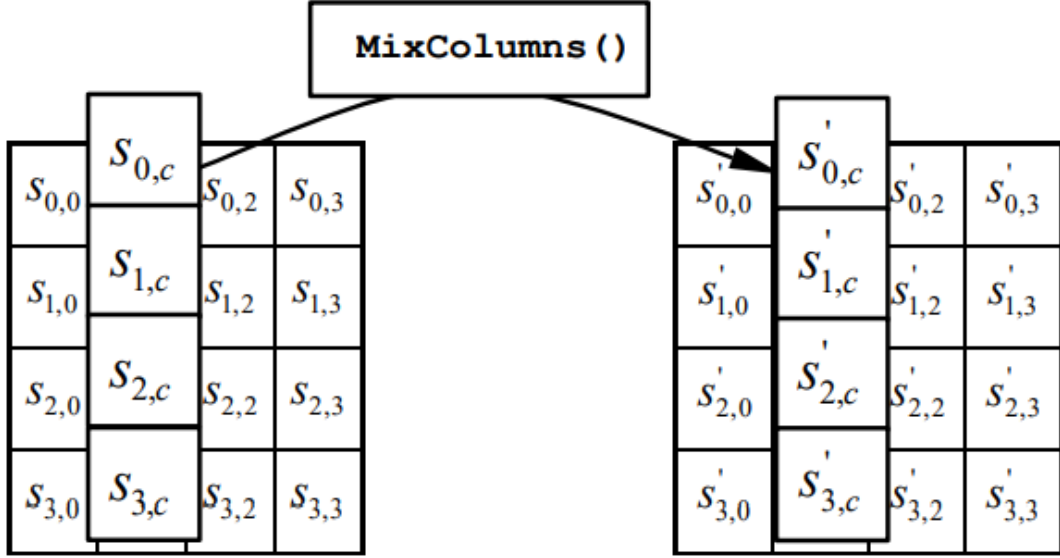 MixColumns()
s0,c s'0,c
s0,0 s0,2 s0,3 s'0,0 s'0,2 s'0,3
s1,c s'1,c
s1,0 s1,2 s1,3 s'1,0 s'1,2 s'1,3
s2,c s'2,c
s2,0 s2,2 s2,3 s'2,0 s'2,2 s'2,3
s3,c s'3,c
s3,0 s3,2 s3,3 s'3,0 s'3,2 s'3,3